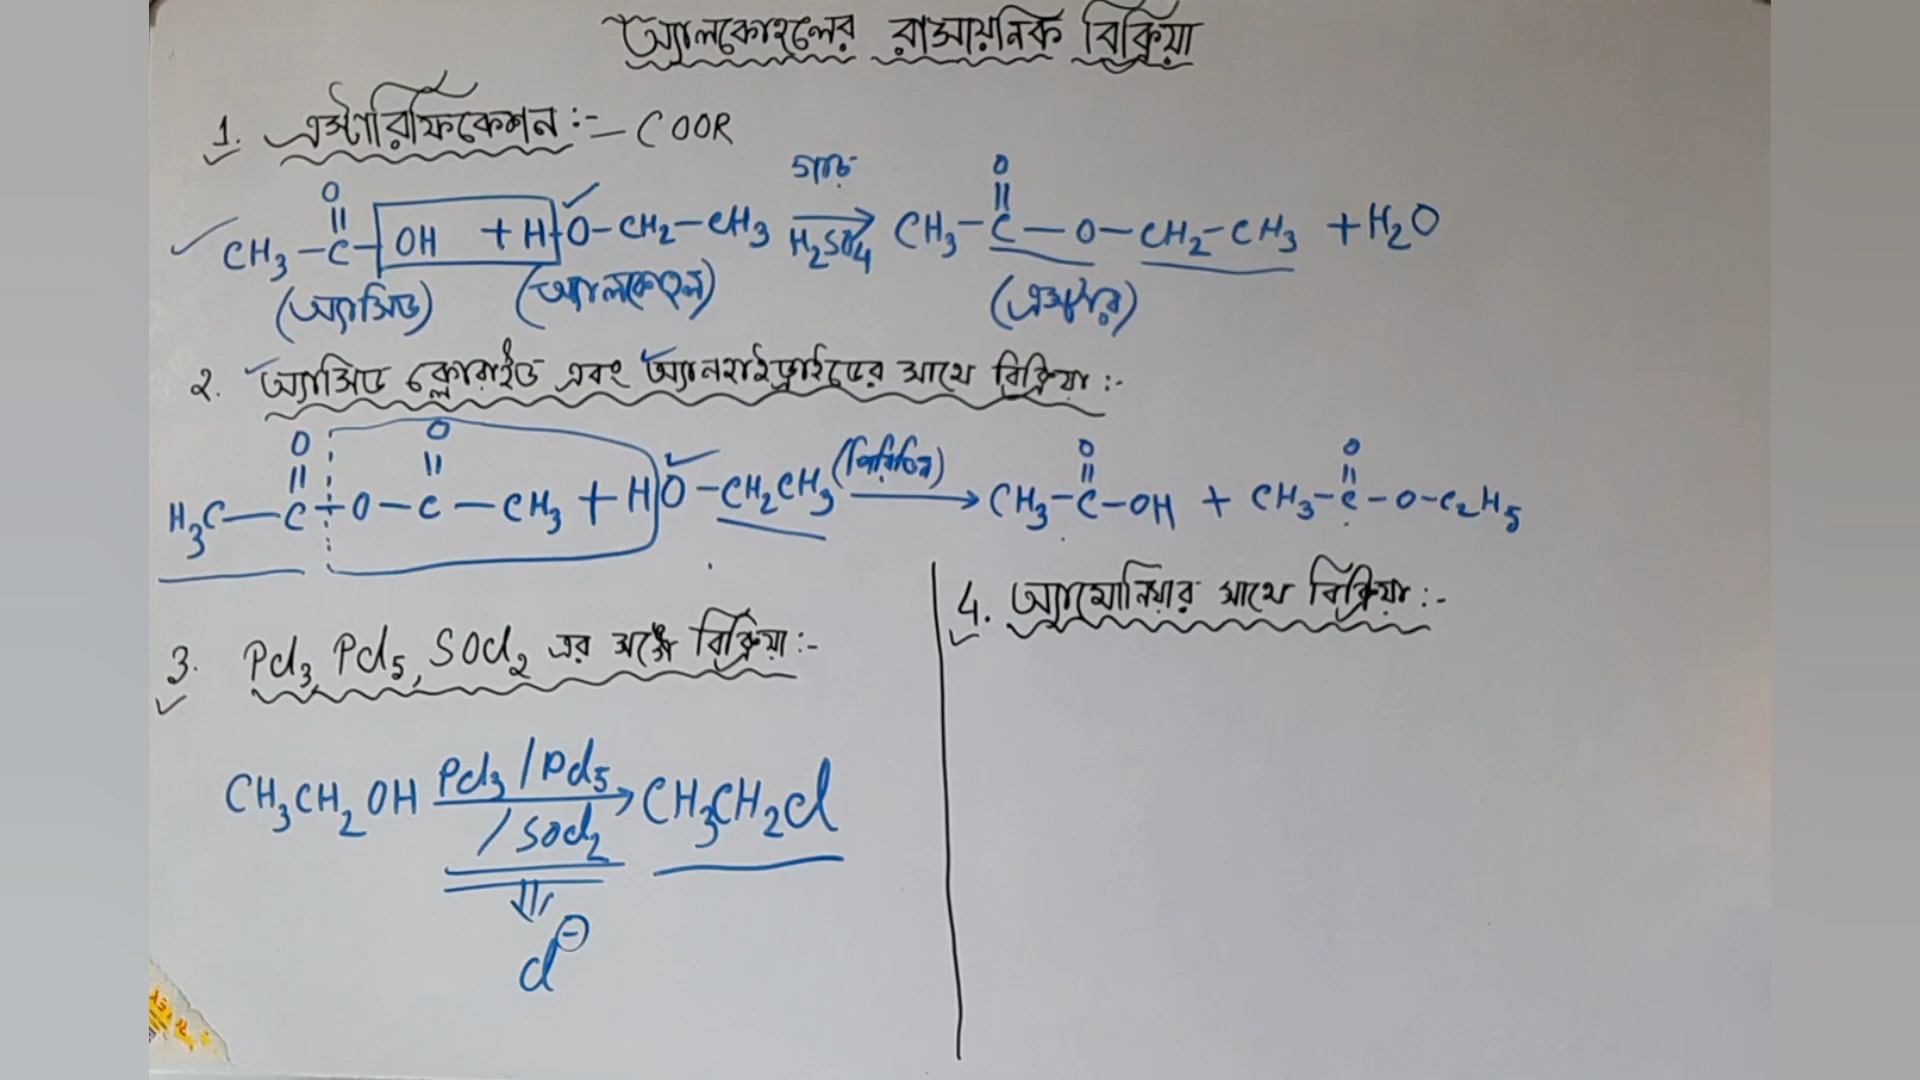 অ্যালকোহলের রাসায়নিক বিক্রিয়া
1. এস্টারিফিকেশন :- – COOR
CH3–C(=O)–OH + H–O–CH2–CH3 গাঢ় H2SO4 → CH3–C(=O)–O–CH2–CH3 + H2O
(অ্যাসিড) (অ্যালকোহল) (এস্টার)
২. অ্যাসিড ক্লোরাইড এবং অ্যানহাইড্রাইডের সাথে বিক্রিয়া :-
H3C–C(=O)–O–C(=O)–CH3 + HO–CH2CH3 (পিরিডিন) → CH3–C(=O)–OH + CH3–C(=O)–O–C2H5
3. PCl3, PCl5, SOCl2 এর সঙ্গে বিক্রিয়া :-
CH3CH2OH PCl3 / PCl5 / SOCl2 → CH3CH2Cl
Cl⊖
4. অ্যামোনিয়ার সাথে বিক্রিয়া :-